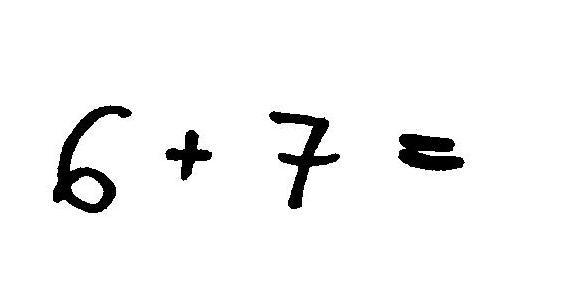 6 + 7 =